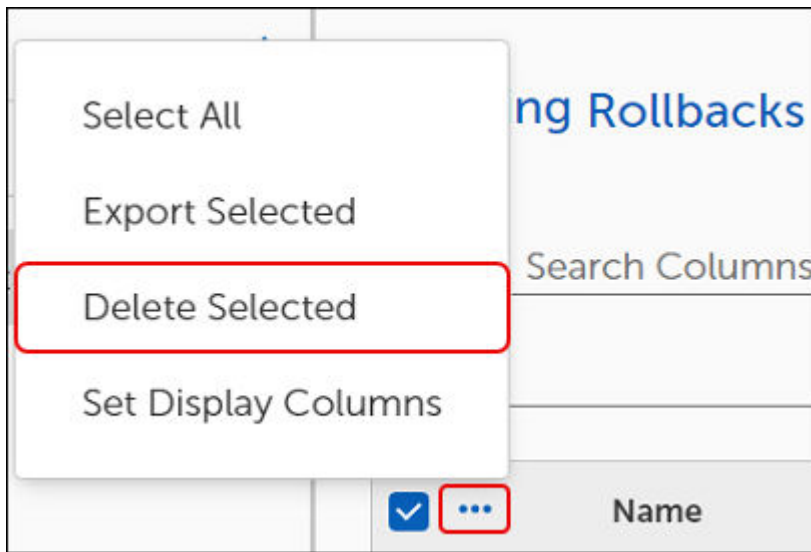 Select All
Export Selected
Delete Selected
Set Display Columns
ng Rollbacks
Search Columns
Name